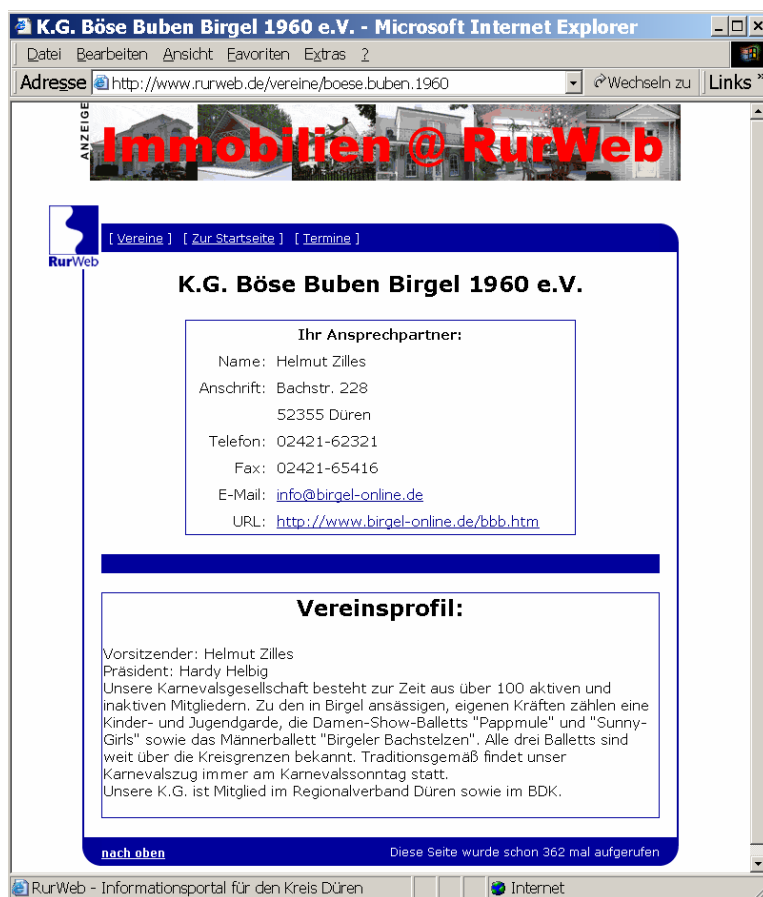 K.G. Böse Buben Birgel 1960 e.V. - Microsoft Internet Explorer
Datei Bearbeiten Ansicht Favoriten Extras ?
Adresse http://www.rurweb.de/vereine/boese.buben.1960 Wechseln zu Links »
ANZEIGE
Immobilien @ RurWeb
RurWeb
[ Vereine ] [ Zur Startseite ] [ Termine ]
K.G. Böse Buben Birgel 1960 e.V.
Ihr Ansprechpartner:
Name: Helmut Zilles
Anschrift: Bachstr. 228
52355 Düren
Telefon: 02421-62321
Fax: 02421-65416
E-Mail: info@birgel-online.de
URL: http://www.birgel-online.de/bbb.htm
Vereinsprofil:
Vorsitzender: Helmut Zilles
Präsident: Hardy Helbig
Unsere Karnevalsgesellschaft besteht zur Zeit aus über 100 aktiven und
inaktiven Mitgliedern. Zu den in Birgel ansässigen, eigenen Kräften zählen eine
Kinder- und Jugendgarde, die Damen-Show-Balletts "Pappmule" und "Sunny-
Girls" sowie das Männerballett "Birgeler Bachstelzen". Alle drei Balletts sind
weit über die Kreisgrenzen bekannt. Traditionsgemäß findet unser
Karnevalszug immer am Karnevalssonntag statt.
Unsere K.G. ist Mitglied im Regionalverband Düren sowie im BDK.
nach oben Diese Seite wurde schon 362 mal aufgerufen
RurWeb - Informationsportal für den Kreis Düren Internet